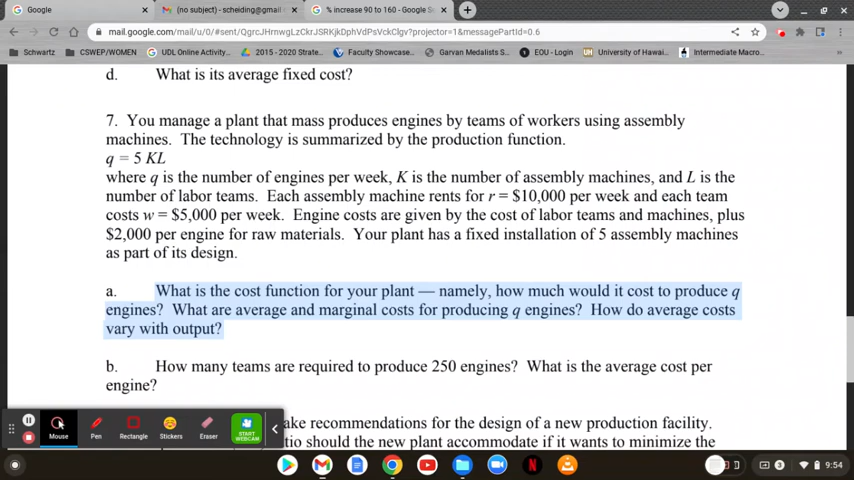 Google
(no subject) - scheiding@gmail
% increase 90 to 160 - Google S
mail.google.com/mail/u/0/#sent/QgrcJHrnwgLzCkrJSRKjkDphVdPsVckClgv?projector=1&messagePartId=0.6
Schwartz
CSWEP/WOMEN
UDL Online Activity...
2015 - 2020 Strate...
Faculty Showcase...
Garvan Medalists S...
EOU - Login
University of Hawai...
Intermediate Macro...
d. What is its average fixed cost?
7. You manage a plant that mass produces engines by teams of workers using assembly
machines. The technology is summarized by the production function.
q = 5 KL
where q is the number of engines per week, K is the number of assembly machines, and L is the
number of labor teams. Each assembly machine rents for r = $10,000 per week and each team
costs w = $5,000 per week. Engine costs are given by the cost of labor teams and machines, plus
$2,000 per engine for raw materials. Your plant has a fixed installation of 5 assembly machines
as part of its design.
a. What is the cost function for your plant — namely, how much would it cost to produce q
engines? What are average and marginal costs for producing q engines? How do average costs
vary with output?
b. How many teams are required to produce 250 engines? What is the average cost per
engine?
ake recommendations for the design of a new production facility.
tio should the new plant accommodate if it wants to minimize the
Mouse
Pen
Rectangle
Stickers
Eraser
START
WEBCAM
3
9:54